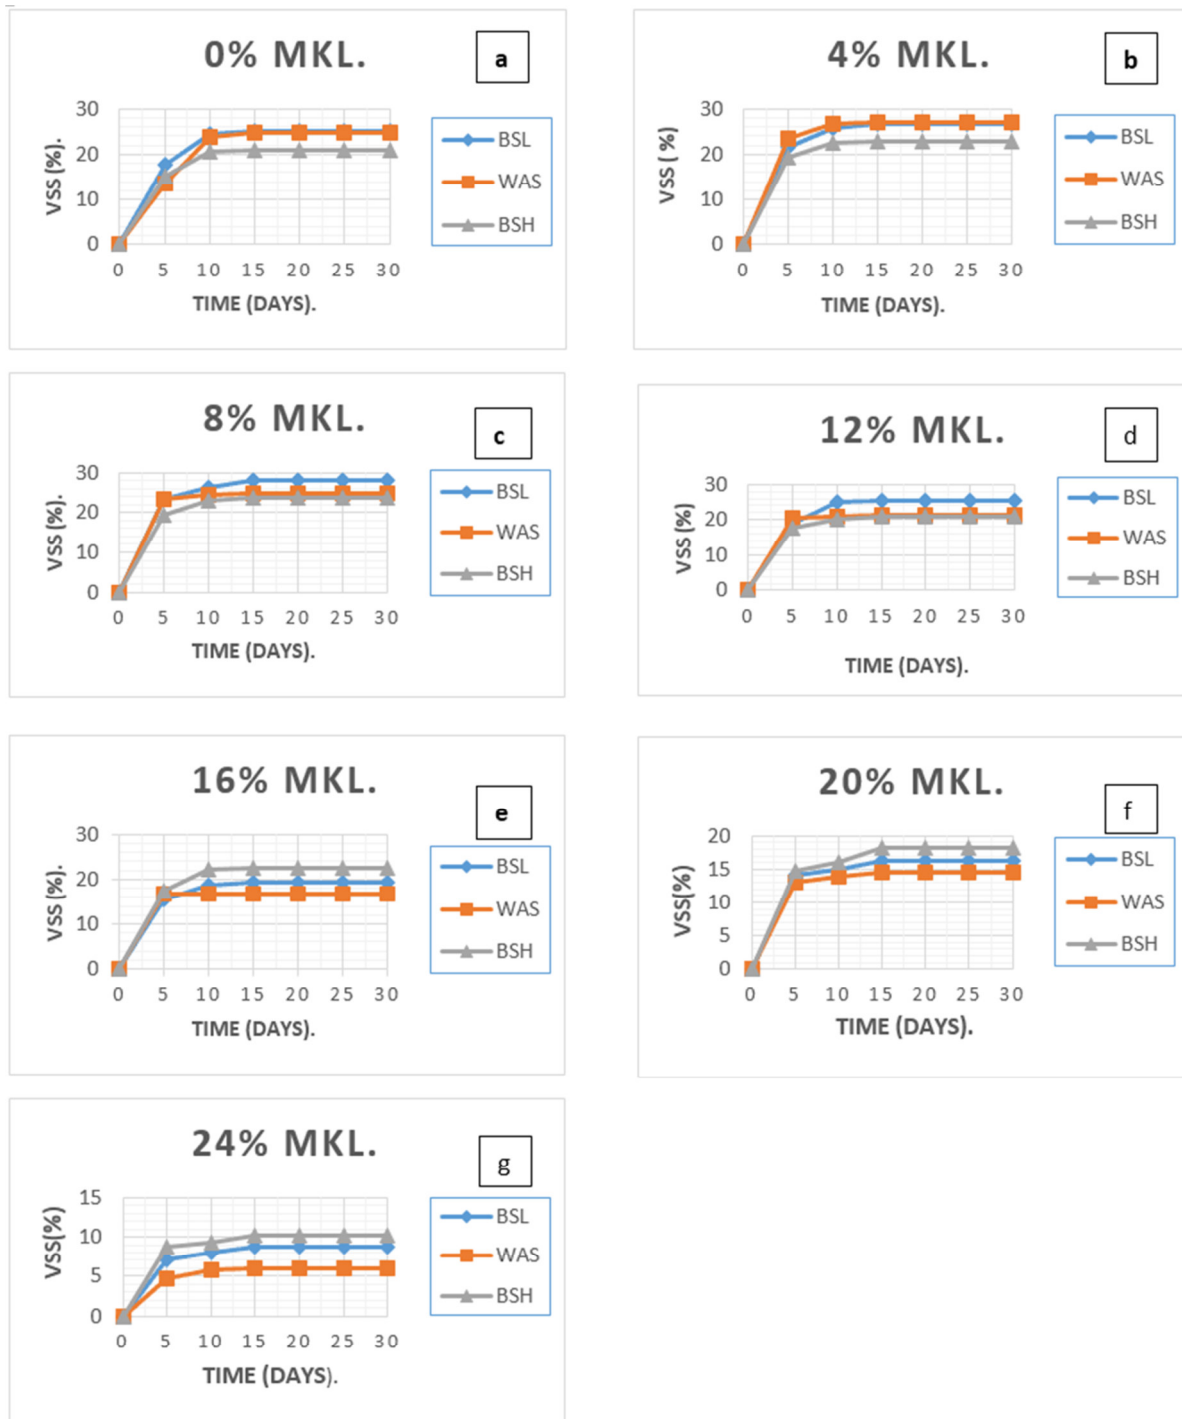 0% MKL.
a
VSS (%).
30
20
10
0
0 5 10 15 20 25 30
TIME (DAYS).
BSL
WAS
BSH
4% MKL.
b
VSS ( %)
30
20
10
0
0 5 10 15 20 25 30
TIME (DAYS).
BSL
WAS
BSH
8% MKL.
c
VSS (%).
30
20
10
0
0 5 10 15 20 25 30
TIME (DAYS).
BSL
WAS
BSH
12% MKL.
d
VSS (%)
30
20
10
0
0 5 10 15 20 25 30
TIME (DAYS).
BSL
WAS
BSH
16% MKL.
e
VSS (%).
30
20
10
0
0 5 10 15 20 25 30
TIME (DAYS).
BSL
WAS
BSH
20% MKL.
f
VSS(%)
20
15
10
5
0
0 5 10 15 20 25 30
TIME (DAYS).
BSL
WAS
BSH
24% MKL.
g
VSS(%)
15
10
5
0
0 5 10 15 20 25 30
TIME (DAYS).
BSL
WAS
BSH